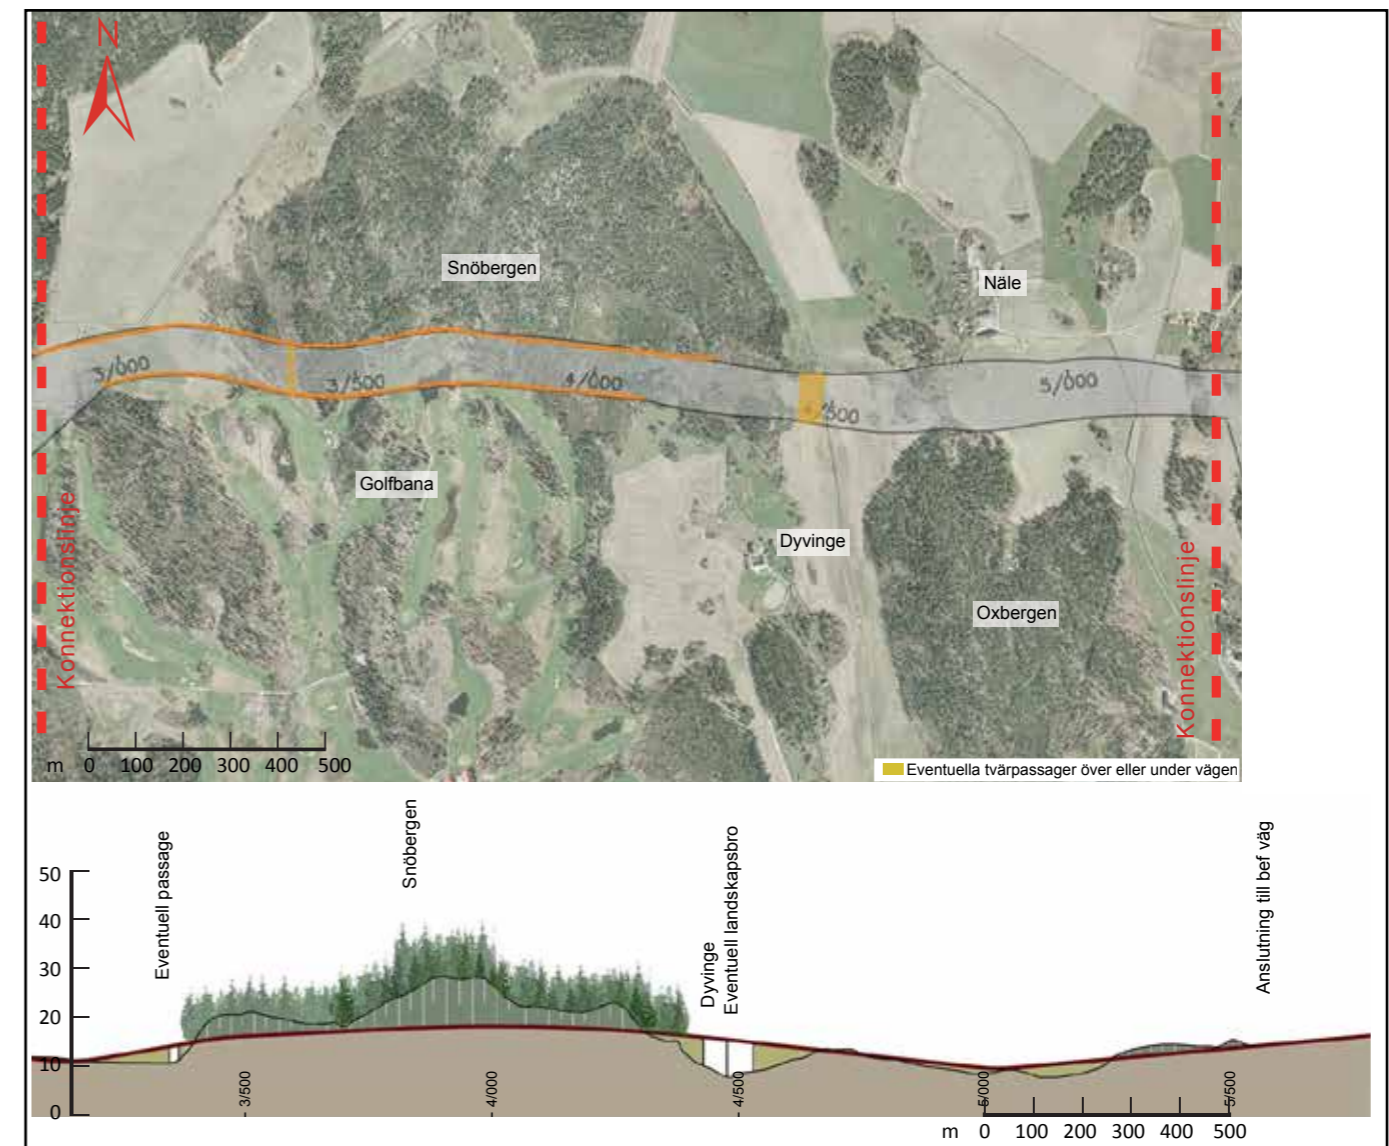 N
Snöbergen
Näle
3/000
3/500
4/000
4/500
5/000
Golfbana
Dyvinge
Oxbergen
Konnektionslinje
Konnektionslinje
m 0 100 200 300 400 500
Eventuella tvärpassager över eller under vägen
Eventuell passage
Snöbergen
Dyvinge
Eventuell landskapsbro
Anslutning till bef väg
50
40
30
20
10
0
3/500
4/000
4/500
5/000
5/500
m 0 100 200 300 400 500